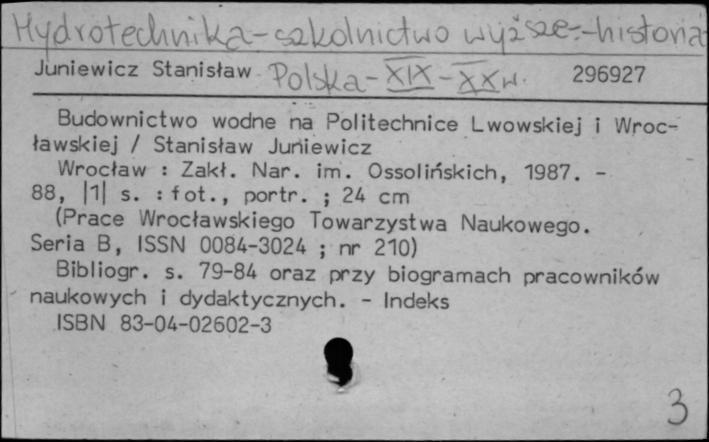 Hydrotechnika - szkolnictwo wyższe - historia
Juniewicz Stanisław Polska - XIX - XX w. 296927
Budownictwo wodne na Politechnice Lwowskiej i Wroc-
ławskiej / Stanisław Juniewicz
Wrocław : Zakł. Nar. im. Ossolińskich, 1987. -
88, |1| s. : fot., portr. ; 24 cm
(Prace Wrocławskiego Towarzystwa Naukowego.
Seria B, ISSN 0084-3024 ; nr 210)
Bibliogr. s. 79-84 oraz przy biogramach pracowników
naukowych i dydaktycznych. - Indeks
ISBN 83-04-02602-3
3